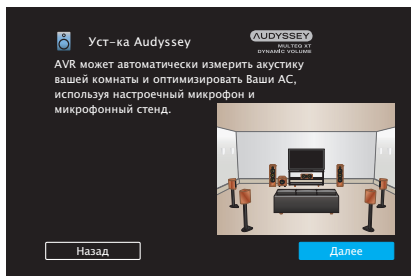 Уст-ка Audyssey
AUDYSSEY
MULTEQ XT
DYNAMIC VOLUME
AVR может автоматически измерить акустику
вашей комнаты и оптимизировать Ваши АС,
используя настроечный микрофон и
микрофонный стенд.
Назад
Далее